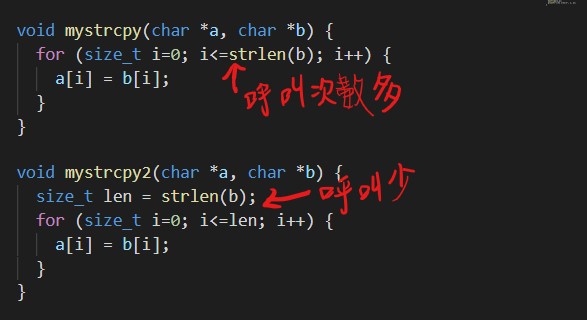 void mystrcpy(char *a, char *b) {
for (size_t i=0; i<=strlen(b); i++) {
a[i] = b[i];
呼叫次數多
}
}
void mystrcpy2(char *a, char *b) {
size_t len = strlen(b); 呼叫少
for (size_t i=0; i<=len; i++) {
a[i] = b[i];
}
}